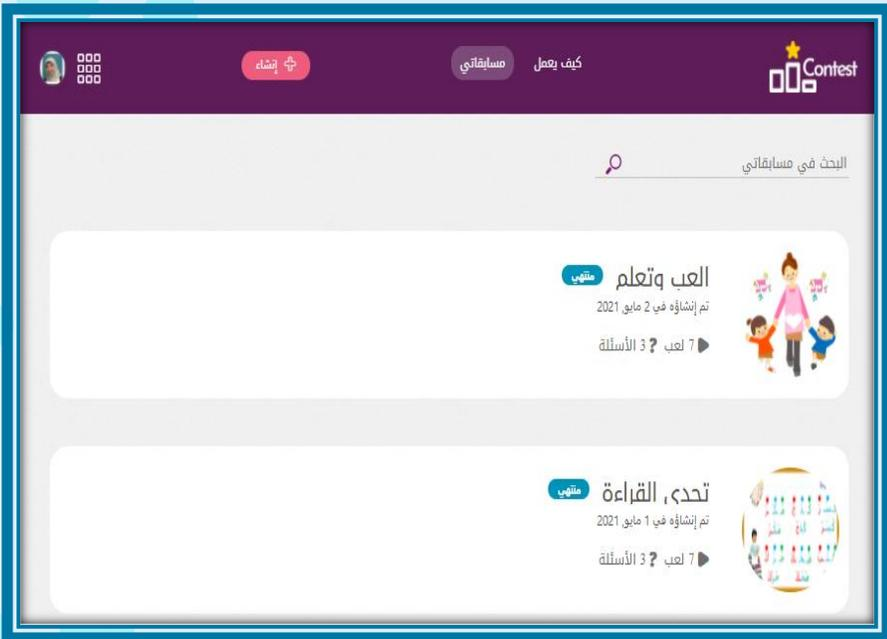 Contest
كيف يعمل
مسابقاتي
إنشاء
البحث في مسابقاتي
العب وتعلم منتهي
تم إنشاؤه في 2 مايو, 2021
7 لعب ? 3 الأسئلة
تحدي القراءة منتهي
تم إنشاؤه في 1 مايو, 2021
7 لعب ? 3 الأسئلة